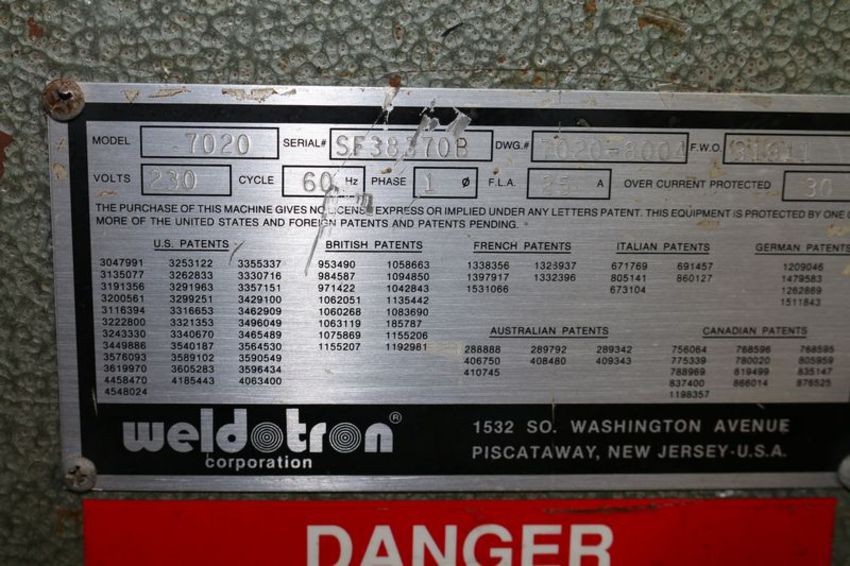 MODEL 7020 SERIAL# SF38370B DWG.# 7020-8004 F.W.O.
VOLTS 230 CYCLE 60 Hz PHASE 1 Ø F.L.A. 25 A OVER CURRENT PROTECTED 30
THE PURCHASE OF THIS MACHINE GIVES NO LICENSE EXPRESS OR IMPLIED UNDER ANY LETTERS PATENT. THIS EQUIPMENT IS PROTECTED BY ONE
MORE OF THE UNITED STATES AND FOREIGN PATENTS AND PATENTS PENDING.
U.S. PATENTS
3047991 3253122 3355337
3135077 3262833 3330716
3191356 3291963 3357151
3200561 3299251 3429100
3116394 3316653 3462909
3222800 3321353 3496049
3243330 3340670 3465489
3449886 3540187 3564530
3576093 3589102 3590549
3619970 3605283 3596434
4458470 4185443 4063400
4548024
BRITISH PATENTS
953490 1058663
984587 1094850
971422 1042843
1062051 1135442
1060268 1083690
1063119 185787
1075869 1155206
1155207 1192981
FRENCH PATENTS
1338356 1326937
1397917 1332396
1531066
ITALIAN PATENTS
671769 691457
805141 860127
673104
GERMAN PATENTS
1209046
1479583
1262869
1511843
AUSTRALIAN PATENTS
288888 289792 289342
406750 408480 409343
410745
CANADIAN PATENTS
756064 768596 768595
775339 780020 805959
788969 819499 835147
837400 866014 876525
1198357
weldotron®
corporation
1532 SO. WASHINGTON AVENUE
PISCATAWAY, NEW JERSEY-U.S.A.
DANGER